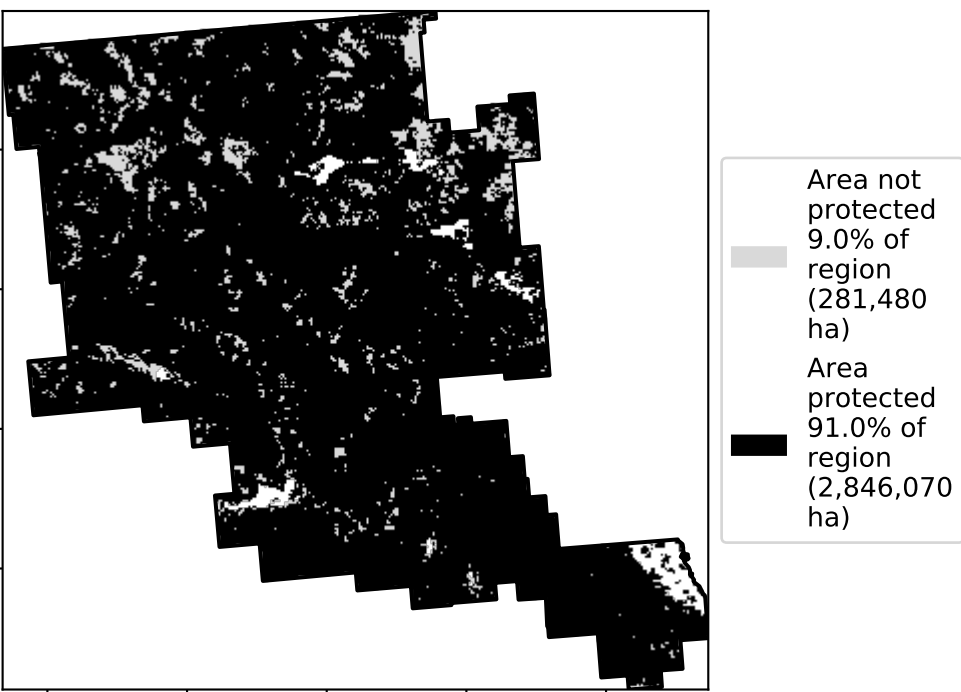 Area not
protected
9.0% of
region
(281,480
ha)
Area
protected
91.0% of
region
(2,846,070
ha)